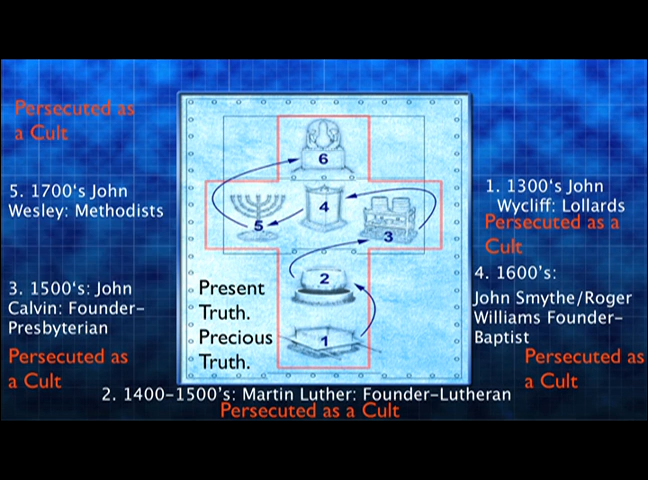 Persecuted as
a Cult
5. 1700's John
Wesley: Methodists
3. 1500's: John
Calvin: Founder-
Presbyterian
Persecuted as
a Cult
6
4
5
3
2
1
Present
Truth.
Precious
Truth.
1. 1300's John
Wycliff: Lollards
Persecuted as a
Cult
4. 1600's:
John Smythe/Roger
Williams Founder-
Baptist
Persecuted as
a Cult
2. 1400-1500's: Martin Luther: Founder-Lutheran
Persecuted as a Cult